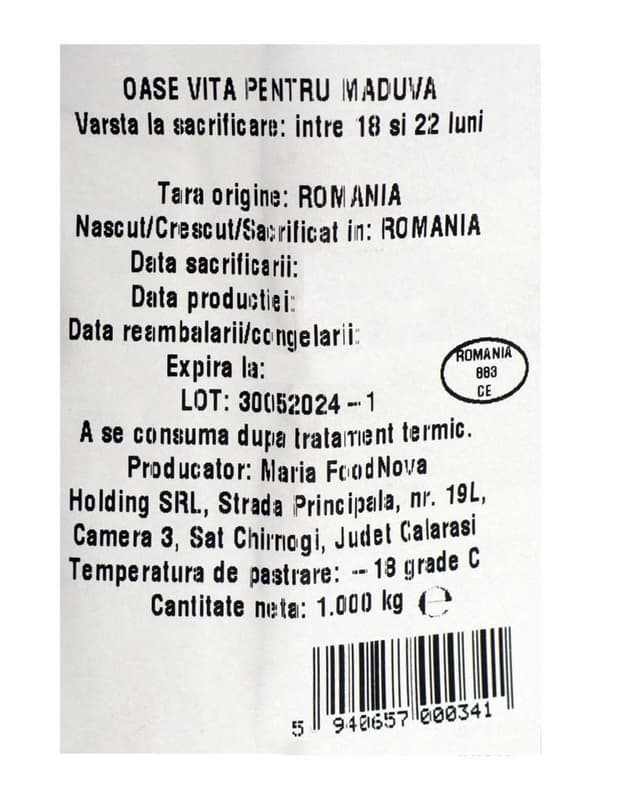 OASE VITA PENTRU MADUVA
Varsta la sacrificare: intre 18 si 22 luni
Tara origine: ROMANIA
Nascut/Crescut/Sacrificat in: ROMANIA
Data sacrificarii:
Data productiei:
Data reambalarii/congelarii:
Expira la:
LOT: 30052024 -- 1
ROMANIA
883
CE
A se consuma dupa tratament termic.
Producator: Maria FoodNova
Holding SRL, Strada Principala, nr. 19L,
Camera 3, Sat Chirnogi, Judet Calarasi
Temperatura de pastrare: -- 18 grade C
Cantitate neta: 1.000 kg ℮
5 940657 000341